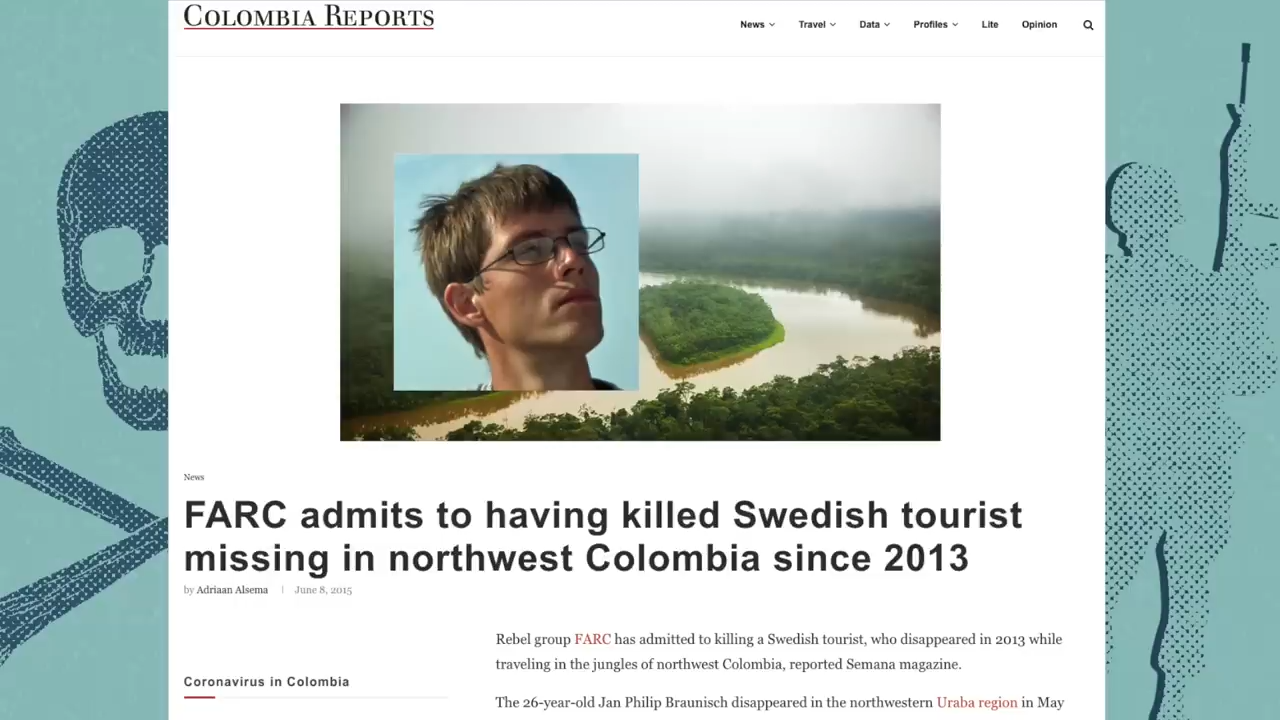 COLOMBIA REPORTS
News Travel Data Profiles Lite Opinion
News
FARC admits to having killed Swedish tourist
missing in northwest Colombia since 2013
by Adriaan Alsema | June 8, 2015
Rebel group FARC has admitted to killing a Swedish tourist, who disappeared in 2013 while
traveling in the jungles of northwest Colombia, reported Semana magazine.
Coronavirus in Colombia
The 26-year-old Jan Philip Braunisch disappeared in the northwestern Uraba region in May